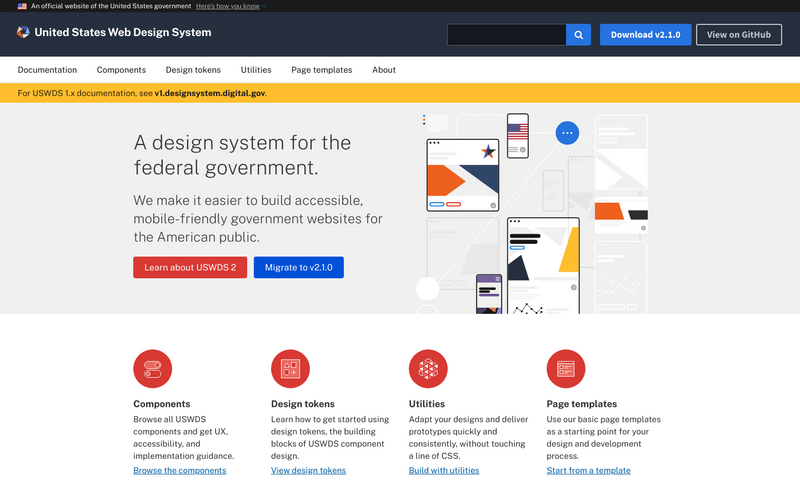 An official website of the United States government Here's how you know
United States Web Design System
Download v2.1.0
View on GitHub
Documentation Components Design tokens Utilities Page templates About
For USWDS 1.x documentation, see v1.designsystem.digital.gov.
A design system for the
federal government.
We make it easier to build accessible,
mobile-friendly government websites for
the American public.
Learn about USWDS 2
Migrate to v2.1.0
Components
Browse all USWDS
components and get UX,
accessibility, and
implementation guidance.
Browse the components
Design tokens
Learn how to get started using
design tokens, the building
blocks of USWDS component
design.
View design tokens
Utilities
Adapt your designs and deliver
prototypes quickly and
consistently, without touching
a line of CSS.
Build with utilities
Page templates
Use our basic page templates
as a starting point for your
design and development
process.
Start from a template